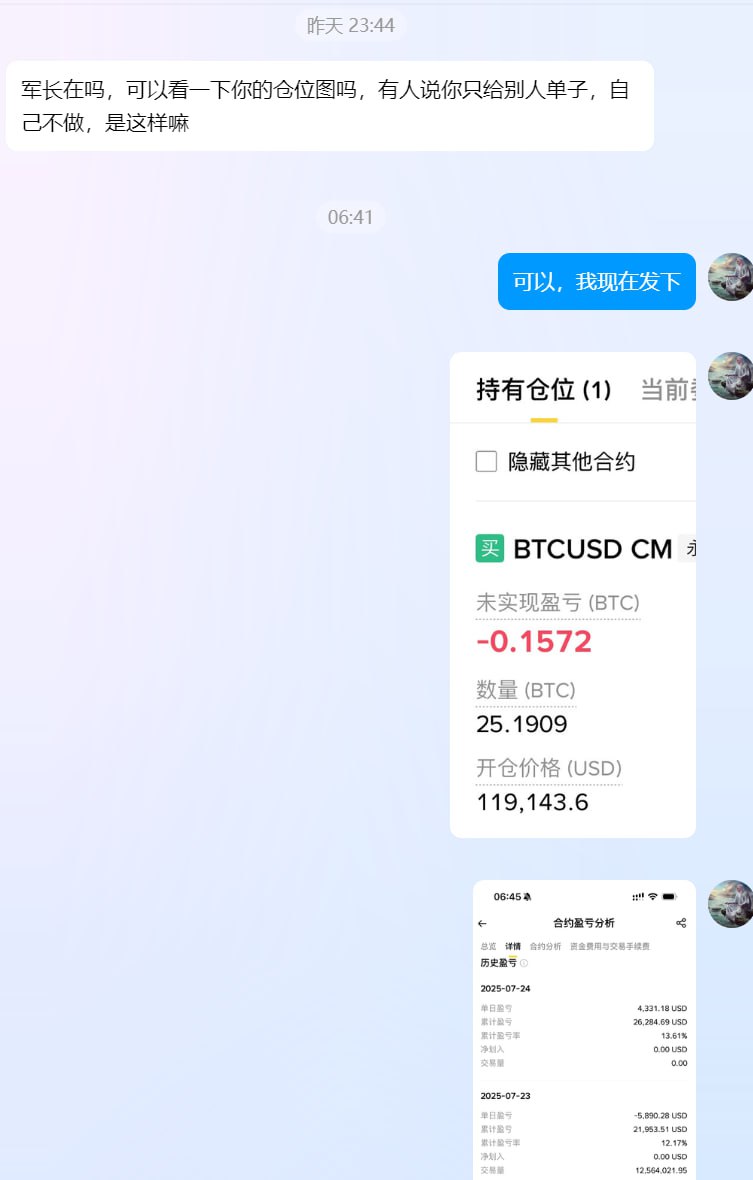 昨天 23:44
军长在吗，可以看一下你的仓位图吗，有人说你只给别人单子，自
己不做，是这样嘛
06:41
可以，我现在发下
持有仓位 (1) 当前
隐藏其他合约
买 BTCUSD CM
未实现盈亏 (BTC)
-0.1572
数量 (BTC)
25.1909
开仓价格 (USD)
119,143.6
06:45
合约盈亏分析
总览 详情 合约分析 资金费用与交易手续费
历史盈亏
2025-07-24
单日盈亏 4,331.18 USD
累计盈亏 26,284.69 USD
累计盈亏率 13.61%
净划入 0.00 USD
交易量 0.00
2025-07-23
单日盈亏 -5,890.28 USD
累计盈亏 21,953.51 USD
累计盈亏率 12.17%
净划入 0.00 USD
交易量 12,564,021.95